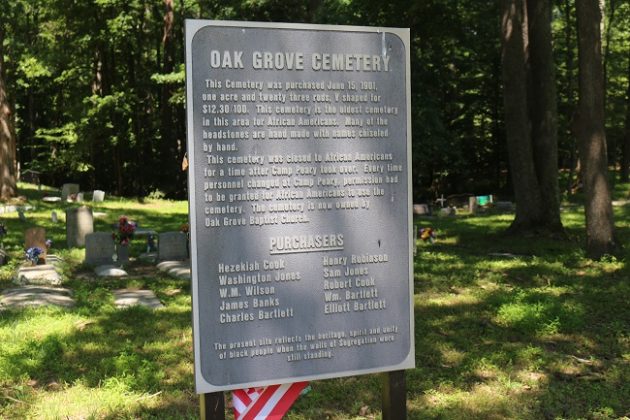 OAK GROVE CEMETERY
This Cemetery was purchased June 15, 1901,
one acre and twenty three rods, V shaped for
$12.30 100. This cemetery is the oldest cemetery
in this area for African Americans. Many of the
headstones are hand made with names chiseled
by hand.
This cemetery was closed to African Americans
for a time after Camp Peary took over. Every time
personnel changed at Camp Peary, permission had
to be granted for African Americans to use the
cemetery. The cemetery is now owned by
Oak Grove Baptist Church.
PURCHASERS
Hezekiah Cook
Washington Jones
W.M. Wilson
James Banks
Charles Bartlett
Henry Robinson
Sam Jones
Robert Cook
Wm. Bartlett
Elliott Bartlett
The present site reflects the heritage, spirit and unity
of black people when the walls of Segregation were
still standing.